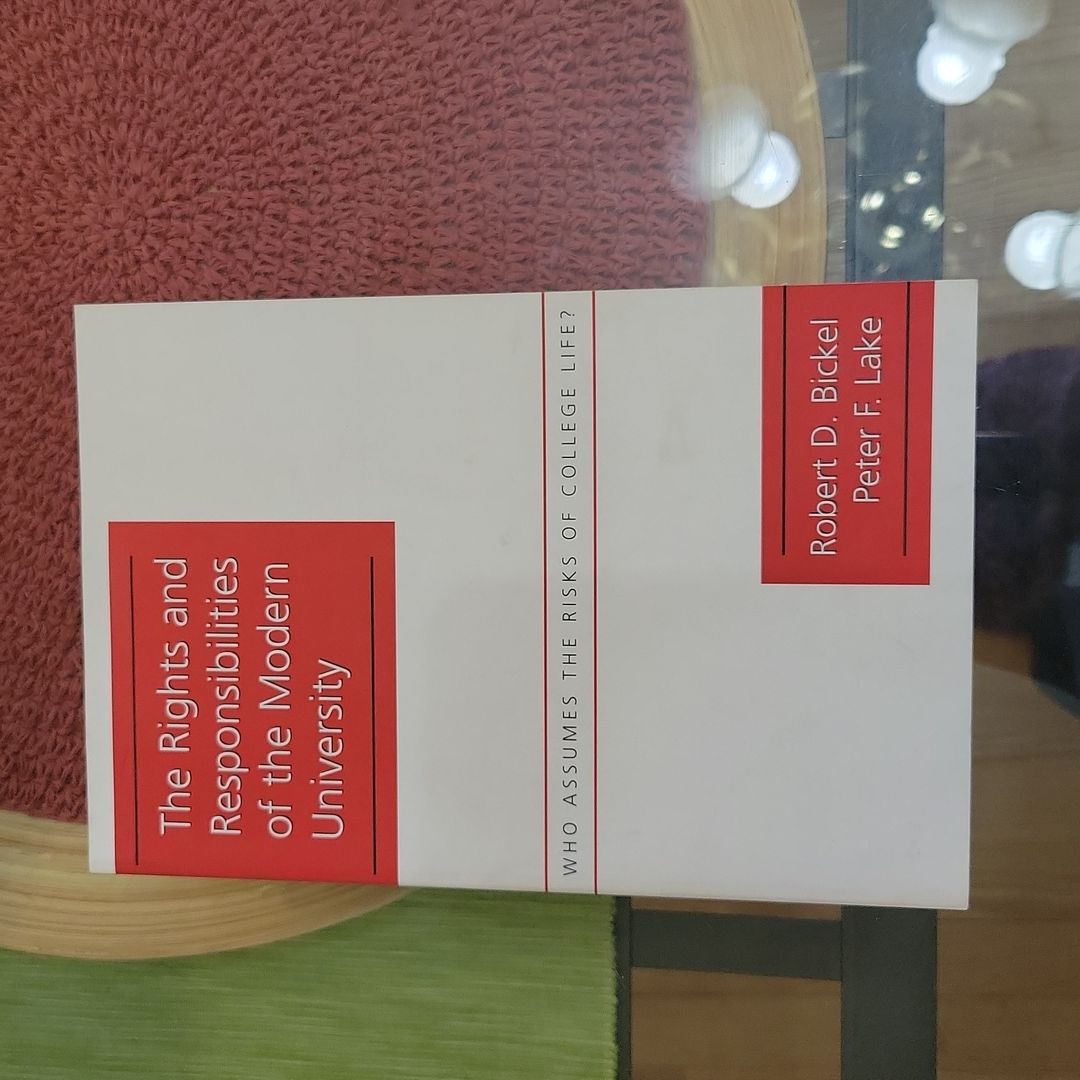 The Rights and
Responsibilities
of the Modern
University
WHO ASSUMES THE RISKS OF COLLEGE LIFE?
Robert D. Bickel
Peter F. Lake